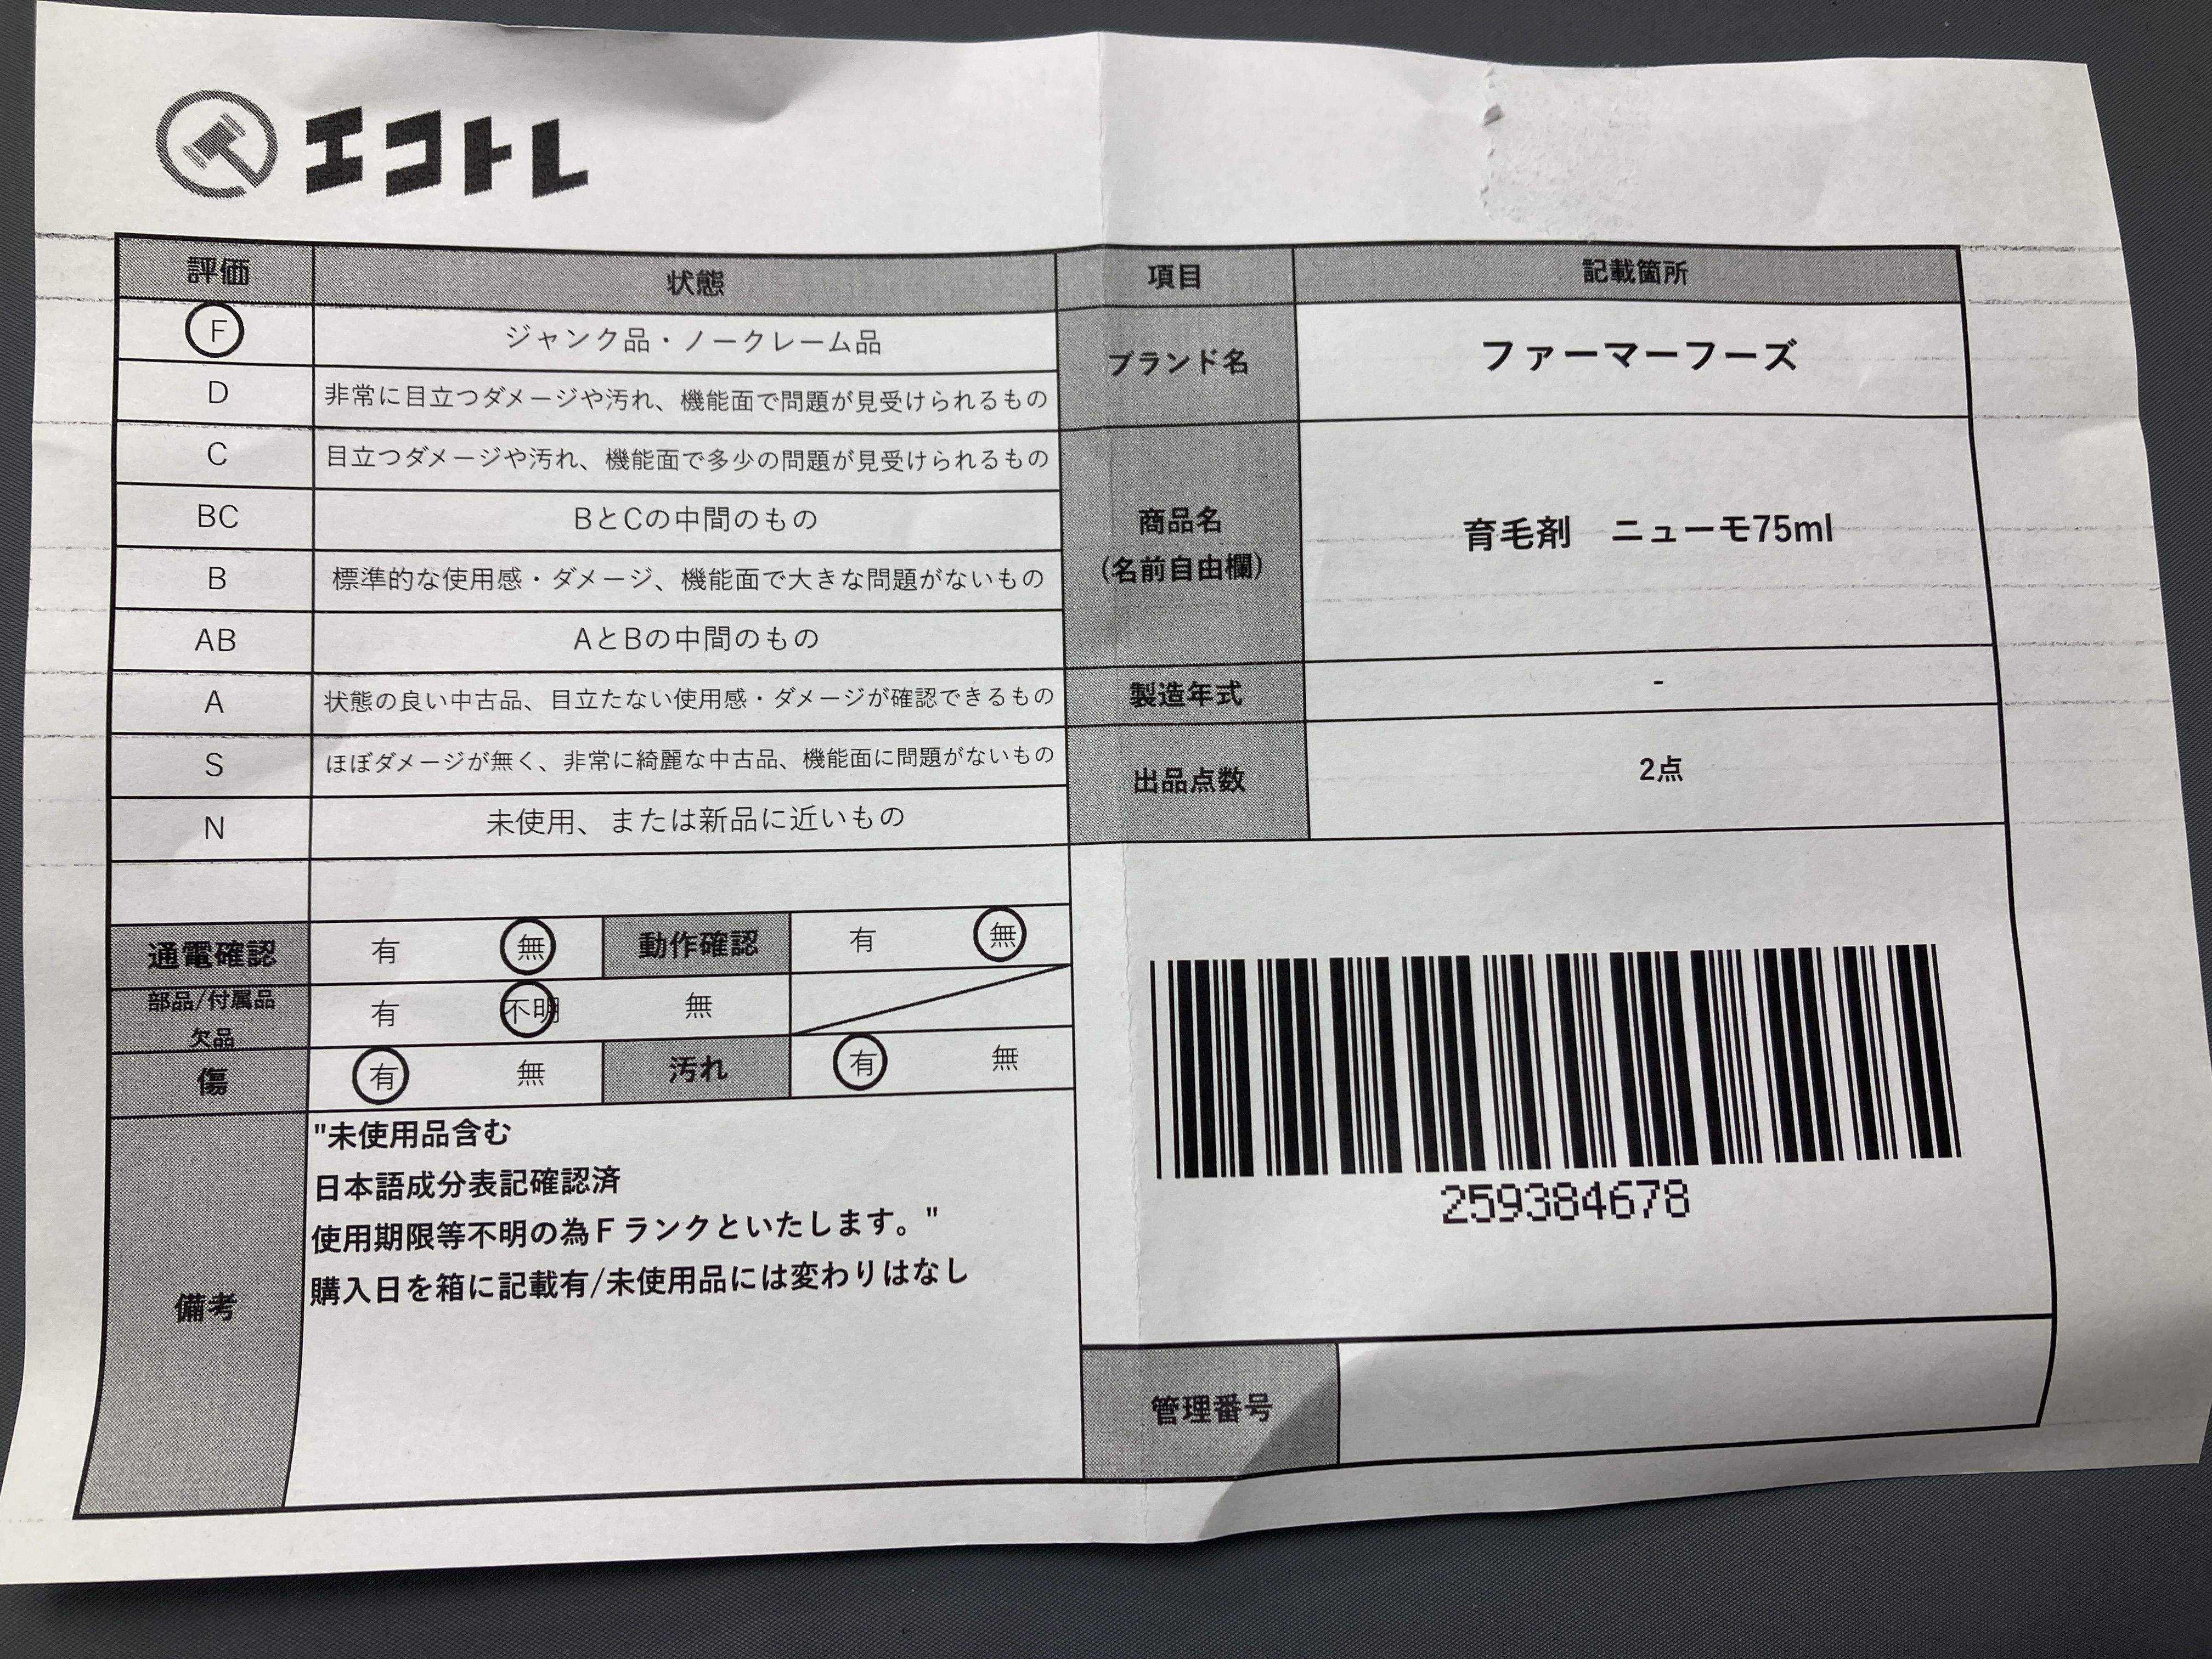 エコトレ
評価 状態
F ジャンク品・ノークレーム品
D 非常に目立つダメージや汚れ、機能面で問題が見受けられるもの
C 目立つダメージや汚れ、機能面で多少の問題が見受けられるもの
BC BとCの中間のもの
B 標準的な使用感・ダメージ、機能面で大きな問題がないもの
AB AとBの中間のもの
A 状態の良い中古品、目立たない使用感・ダメージが確認できるもの
S ほぼダメージが無く、非常に綺麗な中古品、機能面に問題がないもの
N 未使用、または新品に近いもの
通電確認 有 無 動作確認 有 無
部品/付属品
欠品 有 不明 無
傷 有 無 汚れ 有 無
備考
"未使用品含む
日本語成分表記確認済
使用期限等不明の為Fランクといたします。"
購入日を箱に記載有/未使用品には変わりはなし
項目 記載箇所
ブランド名 ファーマーフーズ
商品名
(名前自由欄) 育毛剤 ニューモ75ml
製造年式 -
出品点数 2点
259384678
管理番号